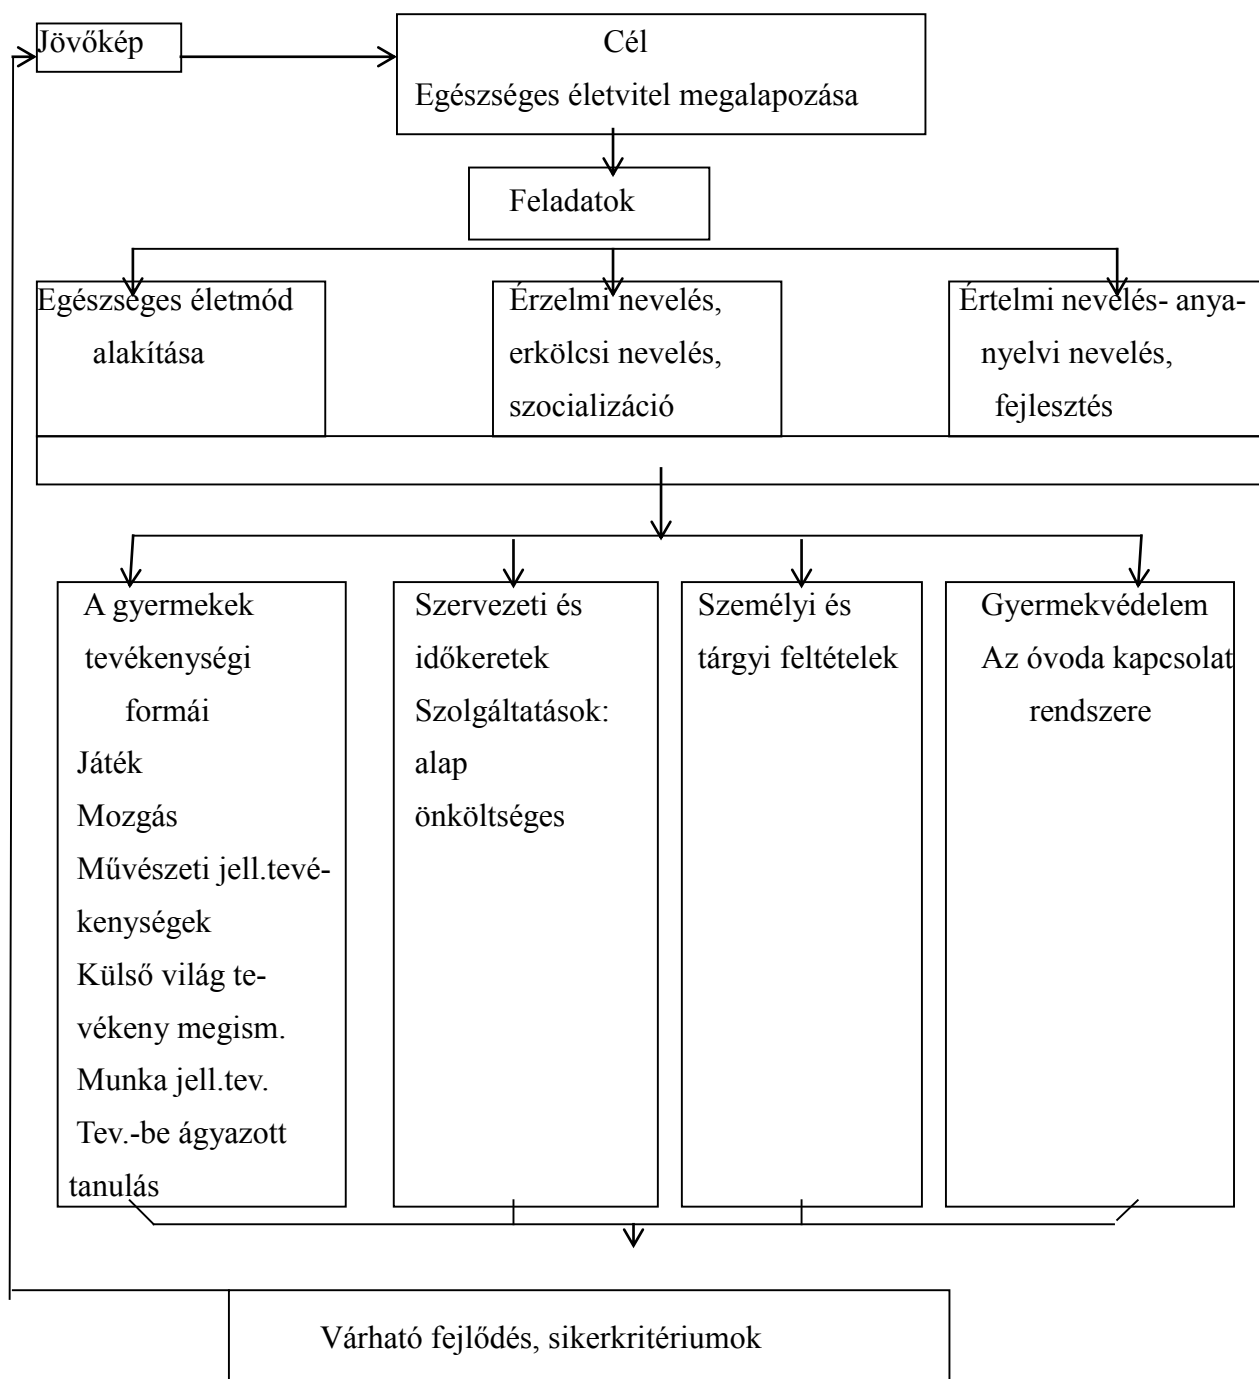 Jövőkép
Cél
Egészséges életvitel megalapozása
Feladatok
Egészséges életmód
alakítása
Érzelmi nevelés,
erkölcsi nevelés,
szocializáció
Értelmi nevelés- anya-
nyelvi nevelés,
fejlesztés
A gyermekek
tevékenységi
formái
Játék
Mozgás
Művészeti jell.tevé-
kenységek
Külső világ te-
vékeny megism.
Munka jell.tev.
Tev.-be ágyazott
tanulás
Szervezeti és
időkeretek
Szolgáltatások:
alap
önköltséges
Személyi és
tárgyi feltételek
Gyermekvédelem
Az óvoda kapcsolat
rendszere
Várható fejlődés, sikerkritériumok